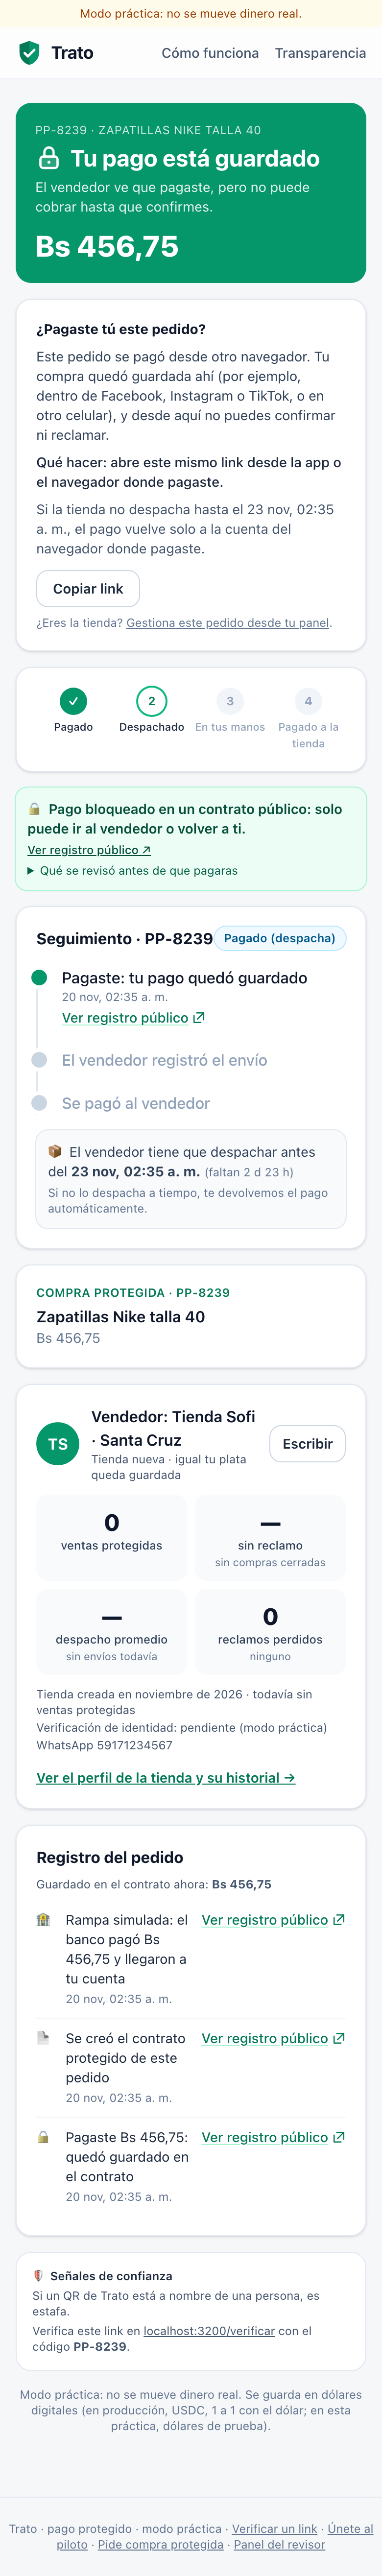 Modo práctica: no se mueve dinero real.
Trato
Cómo funciona
Transparencia
PP-8239 · ZAPATILLAS NIKE TALLA 40
Tu pago está guardado
El vendedor ve que pagaste, pero no puede
cobrar hasta que confirmes.
Bs 456,75
¿Pagaste tú este pedido?
Este pedido se pagó desde otro navegador. Tu
compra quedó guardada ahí (por ejemplo,
dentro de Facebook, Instagram o TikTok, o en
otro celular), y desde aquí no puedes confirmar
ni reclamar.
Qué hacer: abre este mismo link desde la app o
el navegador donde pagaste.
Si la tienda no despacha hasta el 23 nov, 02:35
a. m., el pago vuelve solo a la cuenta del
navegador donde pagaste.
Copiar link
¿Eres la tienda? Gestiona este pedido desde tu panel.
2
3
4
Pagado
Despachado
En tus manos
Pagado a la
tienda
Pago bloqueado en un contrato público: solo
puede ir al vendedor o volver a ti.
Ver registro público ↗
▶ Qué se revisó antes de que pagaras
Seguimiento · PP-8239
Pagado (despacha)
Pagaste: tu pago quedó guardado
20 nov, 02:35 a. m.
Ver registro público
El vendedor registró el envío
Se pagó al vendedor
El vendedor tiene que despachar antes
del 23 nov, 02:35 a. m. (faltan 2 d 23 h)
Si no lo despacha a tiempo, te devolvemos el pago
automáticamente.
COMPRA PROTEGIDA · PP-8239
Zapatillas Nike talla 40
Bs 456,75
TS
Vendedor: Tienda Sofi
· Santa Cruz
Tienda nueva · igual tu plata
queda guardada
Escribir
0
ventas protegidas
—
sin reclamo
sin compras cerradas
—
despacho promedio
sin envíos todavía
0
reclamos perdidos
ninguno
Tienda creada en noviembre de 2026 · todavía sin
ventas protegidas
Verificación de identidad: pendiente (modo práctica)
WhatsApp 59171234567
Ver el perfil de la tienda y su historial →
Registro del pedido
Guardado en el contrato ahora: Bs 456,75
Rampa simulada: el
banco pagó Bs
456,75 y llegaron a
tu cuenta
20 nov, 02:35 a. m.
Ver registro público
Se creó el contrato
protegido de este
pedido
20 nov, 02:35 a. m.
Ver registro público
Pagaste Bs 456,75:
quedó guardado en
el contrato
20 nov, 02:35 a. m.
Ver registro público
Señales de confianza
Si un QR de Trato está a nombre de una persona, es
estafa.
Verifica este link en localhost:3200/verificar con el
código PP-8239.
Modo práctica: no se mueve dinero real. Se guarda en dólares
digitales (en producción, USDC, 1 a 1 con el dólar; en esta
práctica, dólares de prueba).
Trato · pago protegido · modo práctica · Verificar un link · Únete al
piloto · Pide compra protegida · Panel del revisor